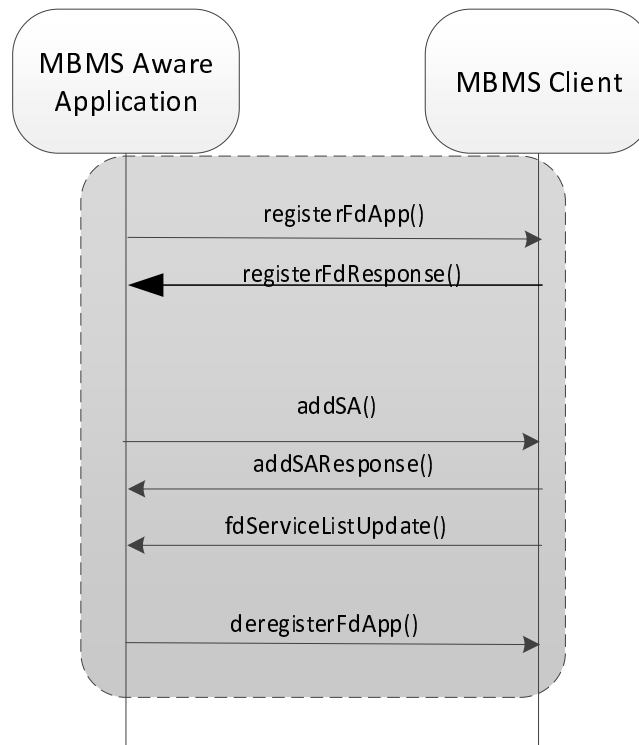 MBMS Aware
Application
MBMS Client
registerFdApp()
registerFdResponse()
addSA()
addSAResponse()
fdServiceListUpdate()
deregisterFdApp()